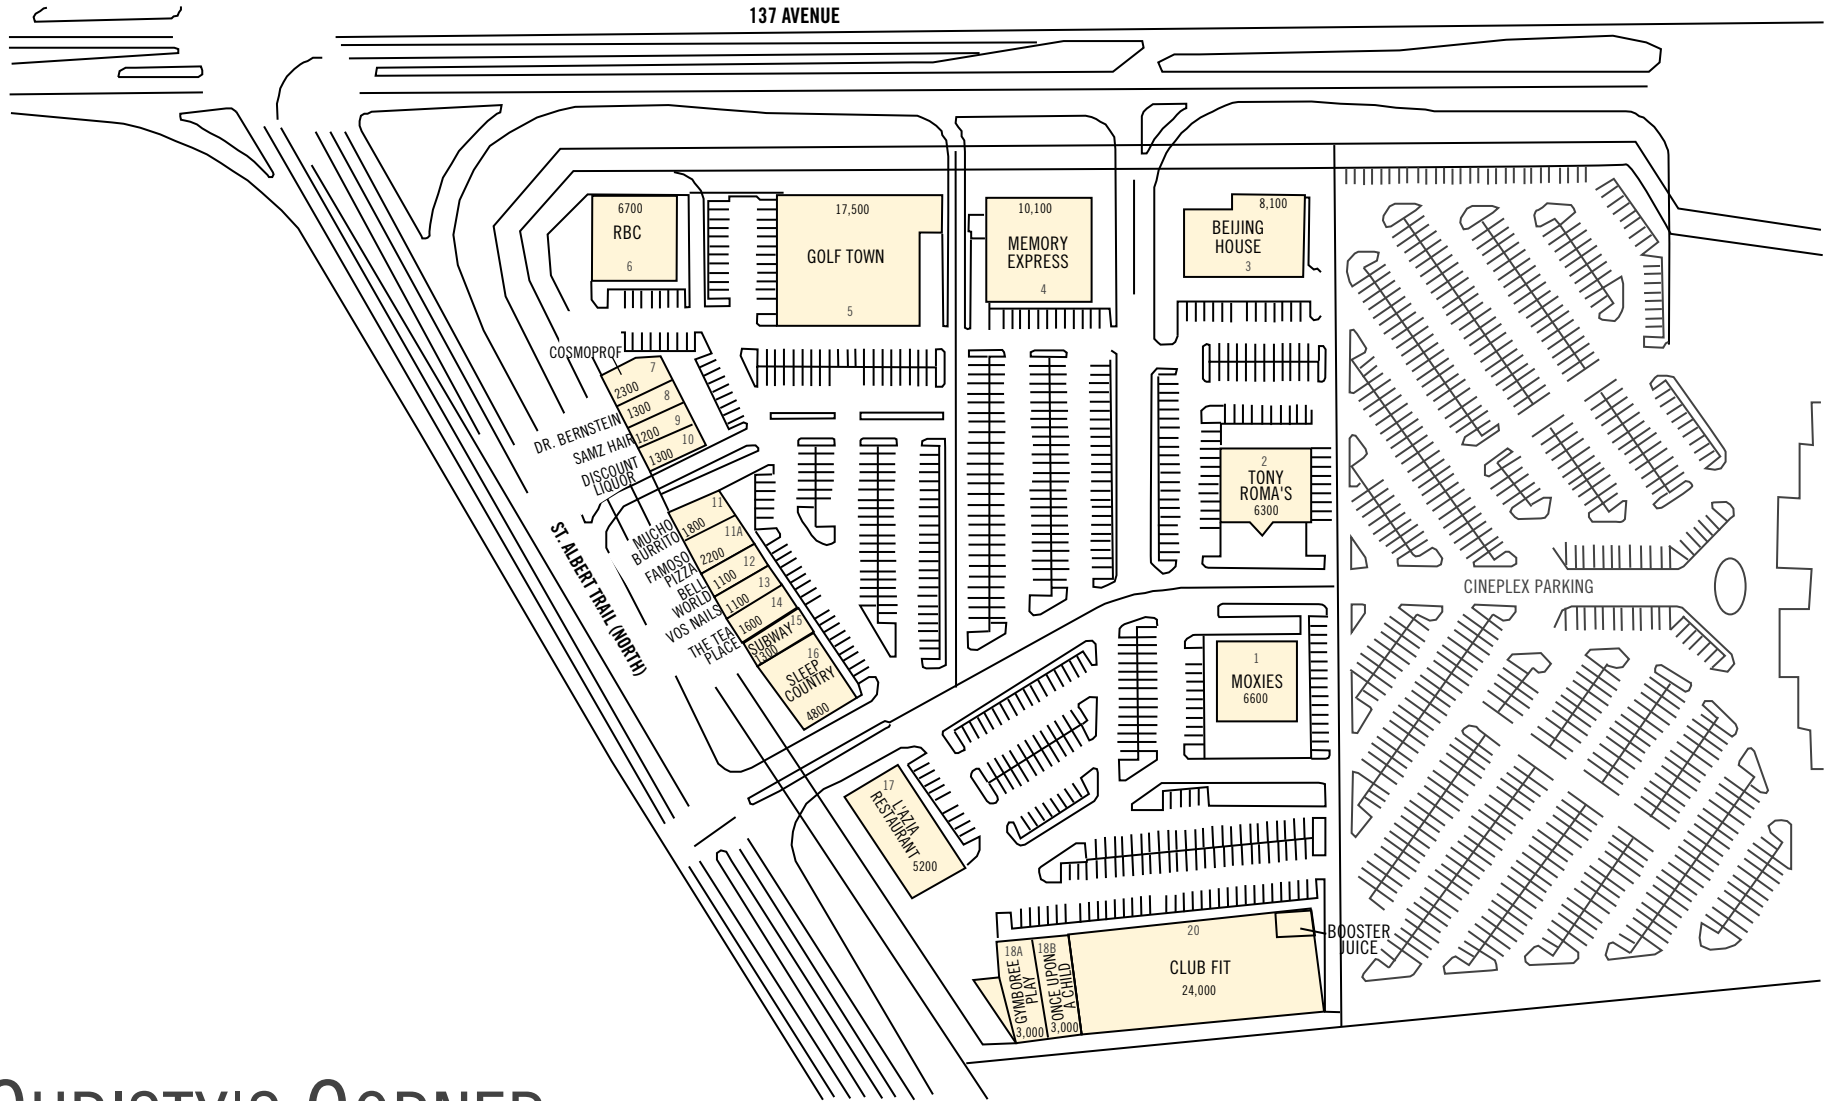 137 AVENUE
6700
RBC
6
17,500
GOLF TOWN
5
10,100
MEMORY
EXPRESS
4
8,100
BEIJING
HOUSE
3
COSMOPROF
7
2300
DR. BERNSTEIN
8
1300
SAMZ HAIR
9
1200
DISCOUNT
LIQUOR
10
1300
2
TONY
ROMA'S
6300
MUCHO
BURRITO
11
1800
FAMOSO
PIZZA
11A
2200
BELL
WORLD
12
1100
VOS NAILS
13
1100
THE TEA
PLACE
14
1600
SUBWAY
15
1300
16
SLEEP
COUNTRY
4800
ST. ALBERT TRAIL (NORTH)
CINEPLEX PARKING
1
MOXIES
6600
17
L'AZIA
RESTAURANT
5200
18A
GYMBOREE
PLAY
3,000
18B
ONCE UPON
A CHILD
3,000
20
CLUB FIT
24,000
BOOSTER
JUICE
CHRISTY'S CORNER